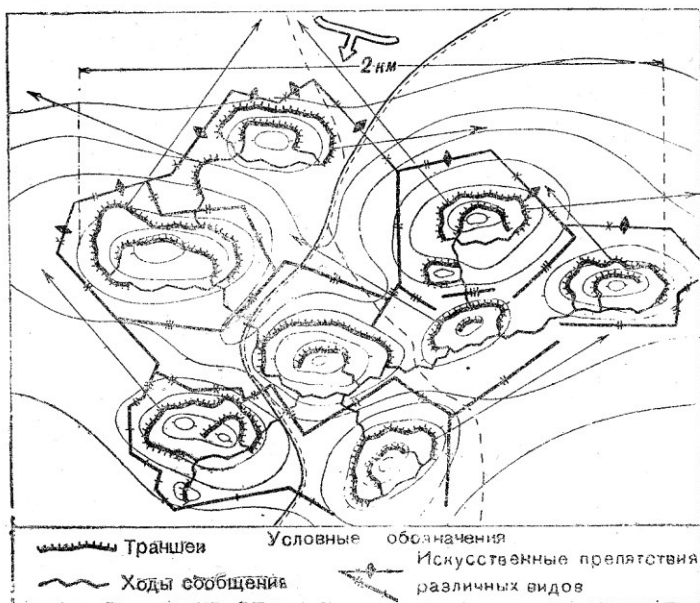 2 км
Условные обозначения
Траншеи
Ходы сообщения
Искусственные препятствия
различных видов